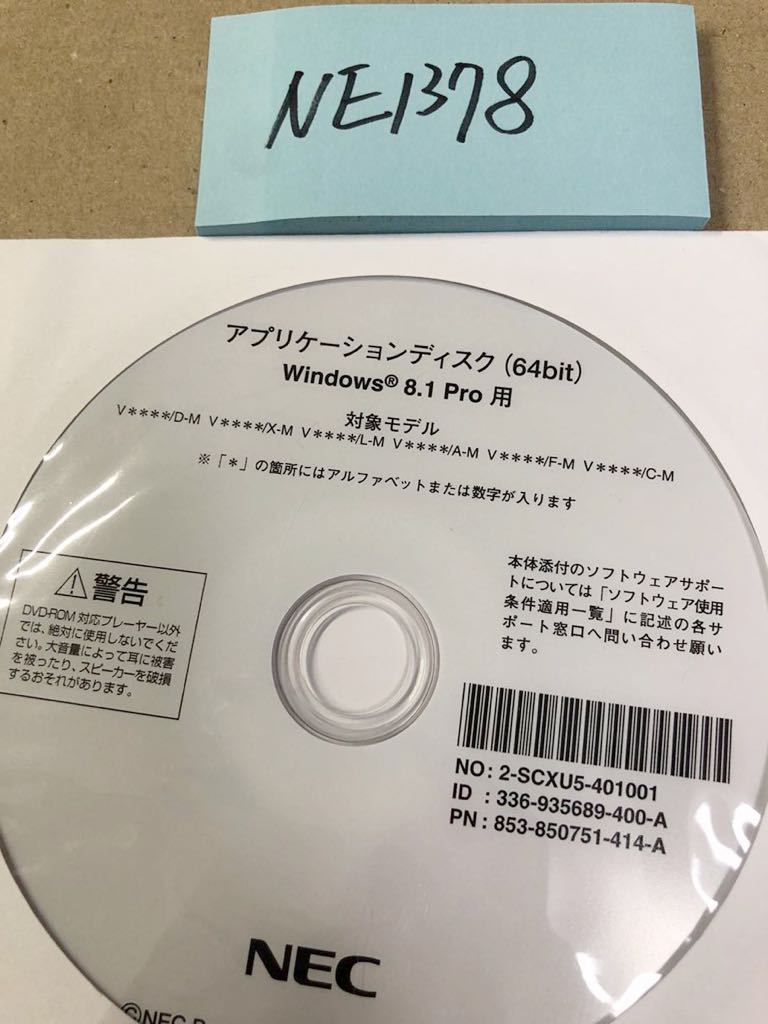 NE1378
アプリケーションディスク(64bit)
Windows® 8.1 Pro 用
対象モデル
V****/D-M V****/X-M V****/L-M V****/A-M V****/F-M V****/C-M
※「*」の箇所にはアルファベットまたは数字が入ります
警告
DVD-ROM 対応プレーヤー以外
では、絶対に使用しないでくだ
さい。大音量によって耳に被害
を被ったり、スピーカーを破損
するおそれがあります。
本体添付のソフトウェアサポー
トについては「ソフトウェア使用
条件適用一覧」に記述の各サ
ポート窓口へ問い合わせ願い
ます。
NO:2-SCXU5-401001
ID :336-935689-400-A
PN:853-850751-414-A
NEC
©NEC